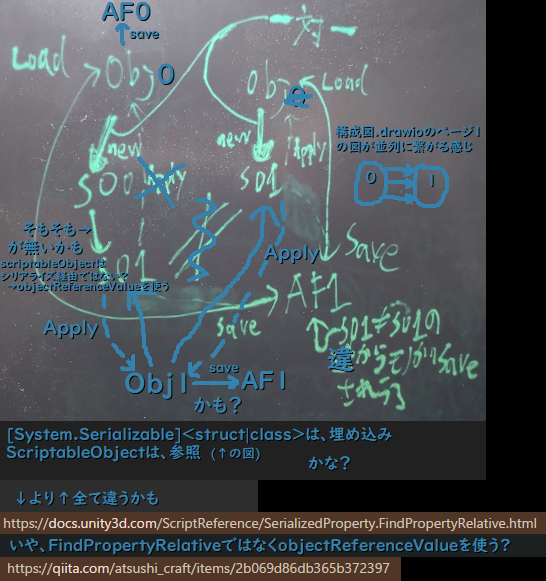 AF0
save
Load
Obj0
一対一
Obj
Load
new
Apply
new
Apply
S00
S01
構成図.drawioのページ1
の図が並列に繋がる感じ
0
1
そもそも→
が無いかも
scriptableObjectは
シリアライズ経由ではない?
→objectReferenceValueを使う
Apply
save
AF1
Save
Apply
save
Obj1
AF1
かも?
S01≠S01の
違
からモノがSave
される
[System.Serializable]<struct|class>は、埋め込み
ScriptableObjectは、参照 (↑の図)
かな?
↓より↑全て違うかも
https://docs.unity3d.com/ScriptReference/SerializedProperty.FindPropertyRelative.html
いや、FindPropertyRelativeではなくobjectReferenceValueを使う?
https://qiita.com/atsushi_craft/items/2b069d86db365b372397